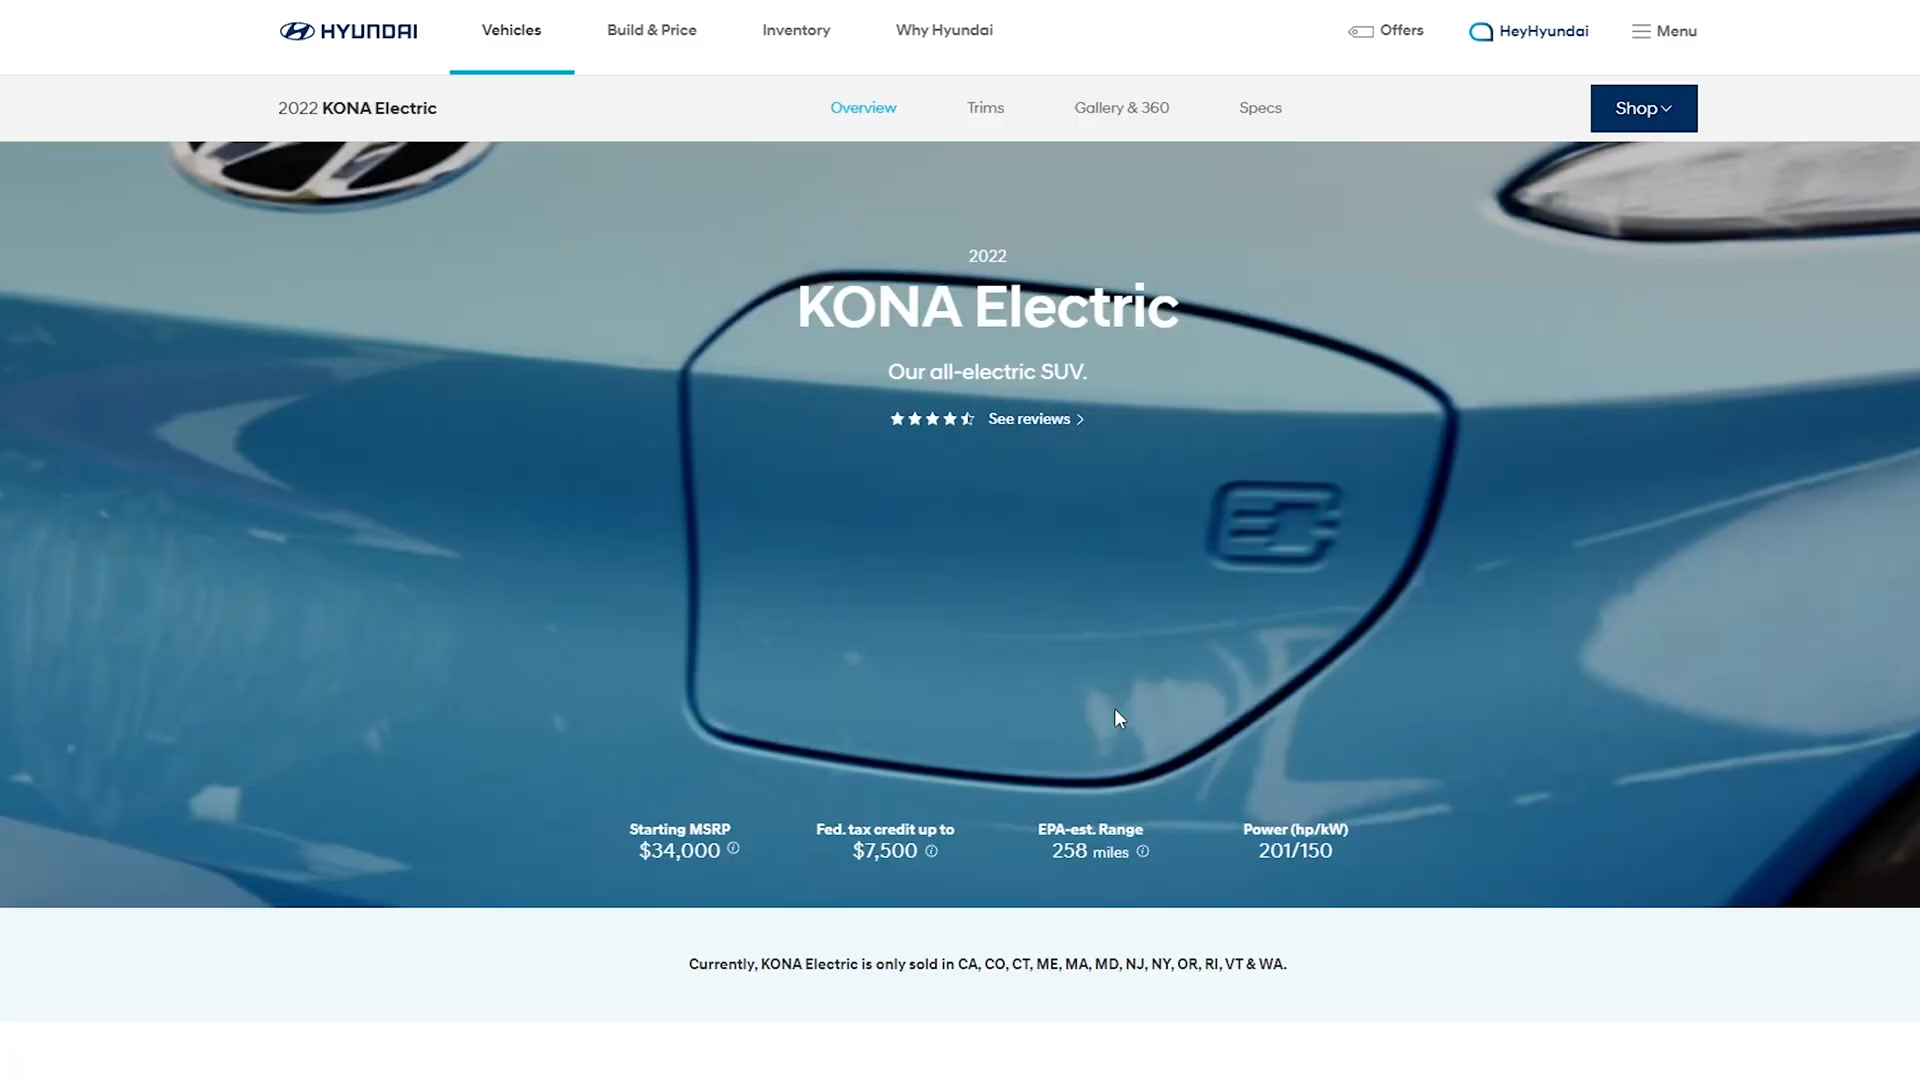 HYUNDAI
Vehicles
Build & Price
Inventory
Why Hyundai
Offers
HeyHyundai
Menu
2022 KONA Electric
Overview
Trims
Gallery & 360
Specs
Shop
2022
KONA Electric
Our all-electric SUV.
See reviews
Starting MSRP
$34,000
Fed. tax credit up to
$7,500
EPA-est. Range
258 miles
Power (hp/kW)
201/150
Currently, KONA Electric is only sold in CA, CO, CT, ME, MA, MD, NJ, NY, OR, RI, VT & WA.